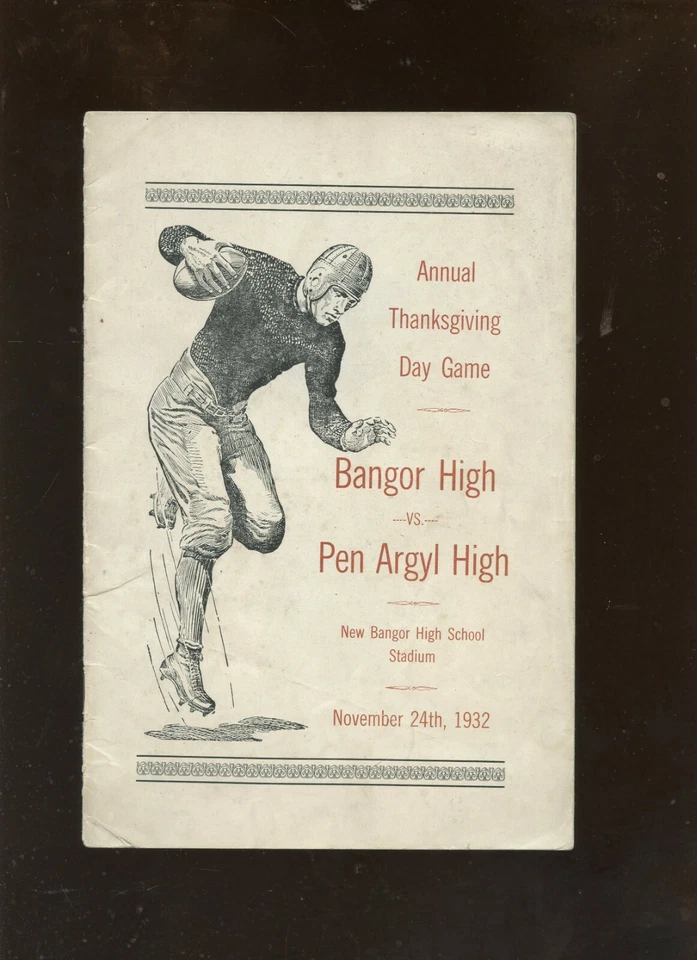 Annual
Thanksgiving
Day Game
Bangor High
----VS.----
Pen Argyl High
New Bangor High School
Stadium
November 24th, 1932